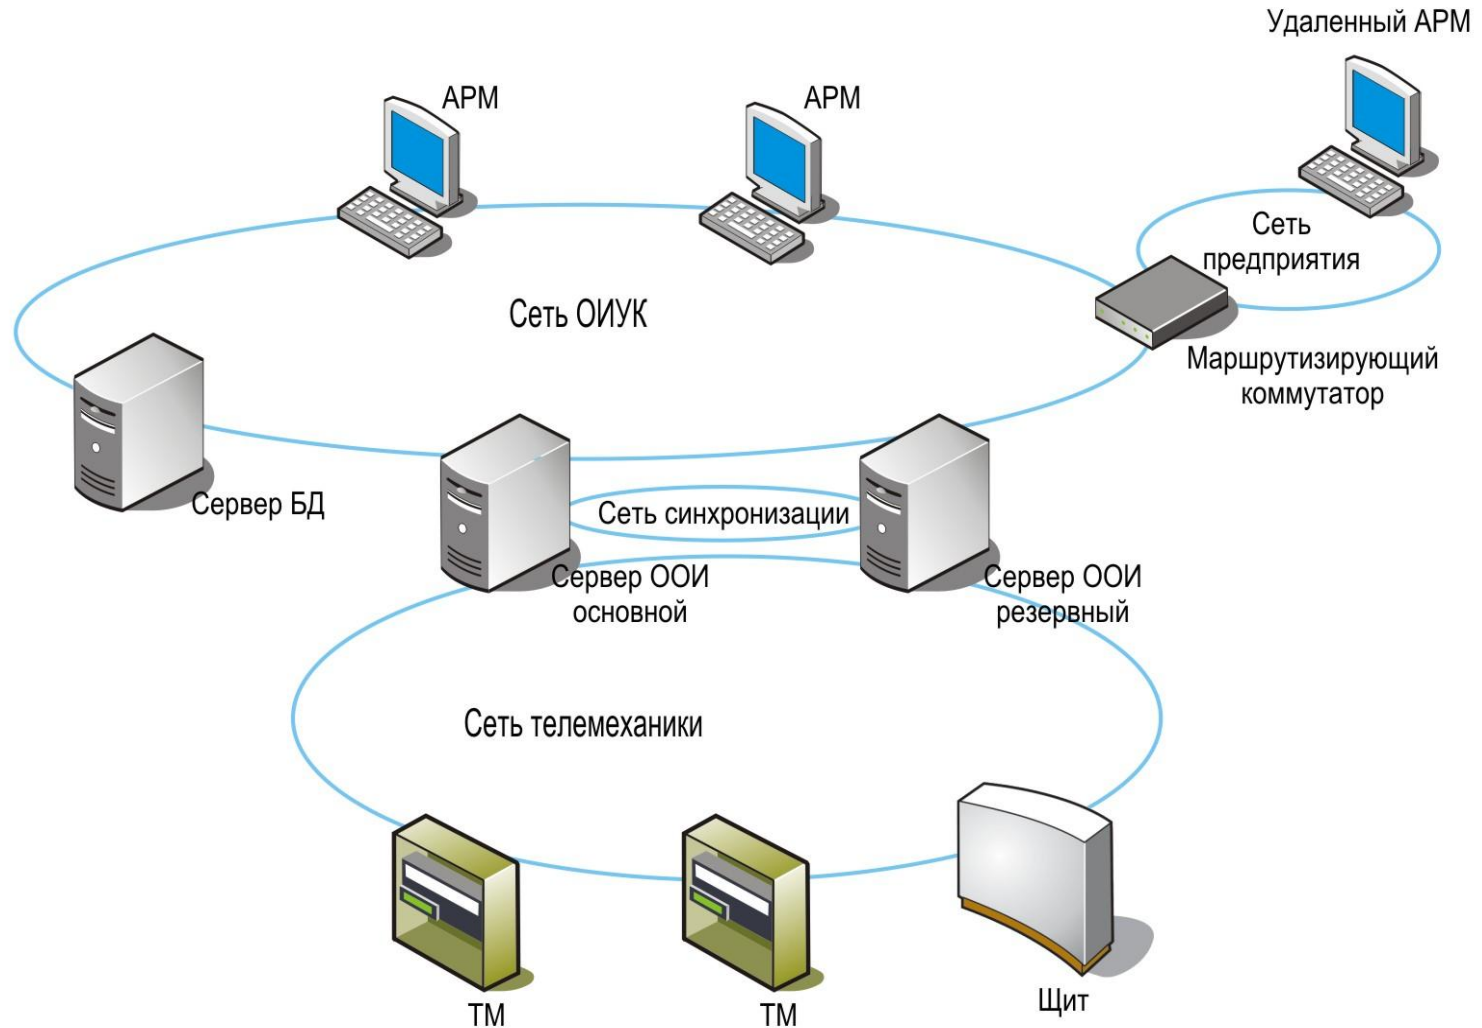 Удаленный АРМ
АРМ
АРМ
Сеть
предприятия
Сеть ОИУК
Маршрутизирующий
коммутатор
Сервер БД
Сеть синхронизации
Сервер ООИ
основной
Сервер ООИ
резервный
Сеть телемеханики
ТМ
ТМ
Щит